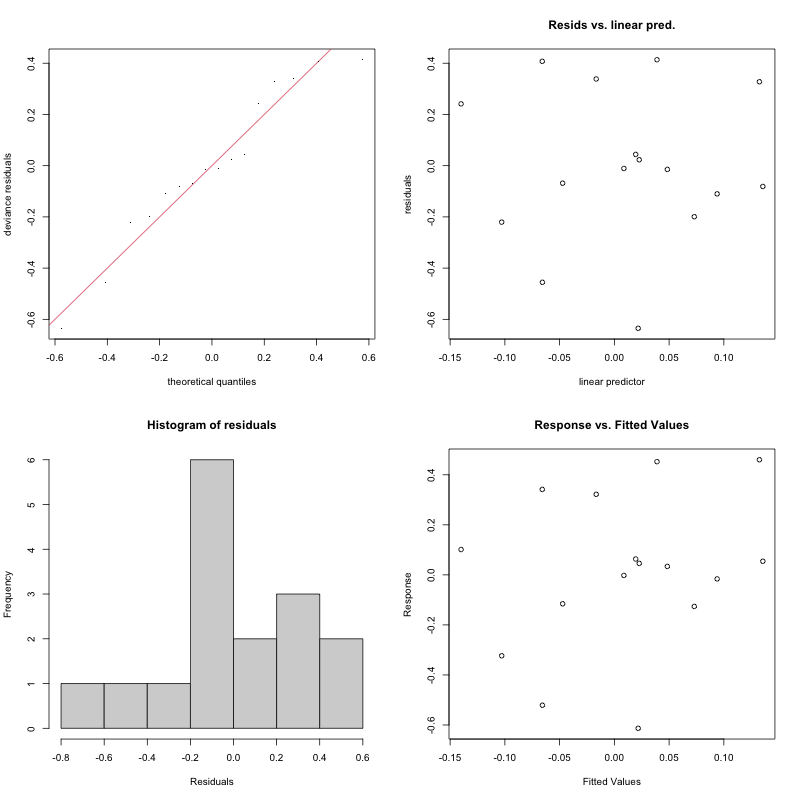 deviance residuals
-0.6 -0.4 -0.2 0.0 0.2 0.4
-0.6 -0.4 -0.2 0.0 0.2 0.4 0.6
theoretical quantiles
Resids vs. linear pred.
residuals
-0.6 -0.4 -0.2 0.0 0.2 0.4
-0.15 -0.10 -0.05 0.00 0.05 0.10
linear predictor
Histogram of residuals
Frequency
0 1 2 3 4 5 6
-0.8 -0.6 -0.4 -0.2 0.0 0.2 0.4 0.6
Residuals
Response vs. Fitted Values
Response
-0.6 -0.4 -0.2 0.0 0.2 0.4
-0.15 -0.10 -0.05 0.00 0.05 0.10
Fitted Values